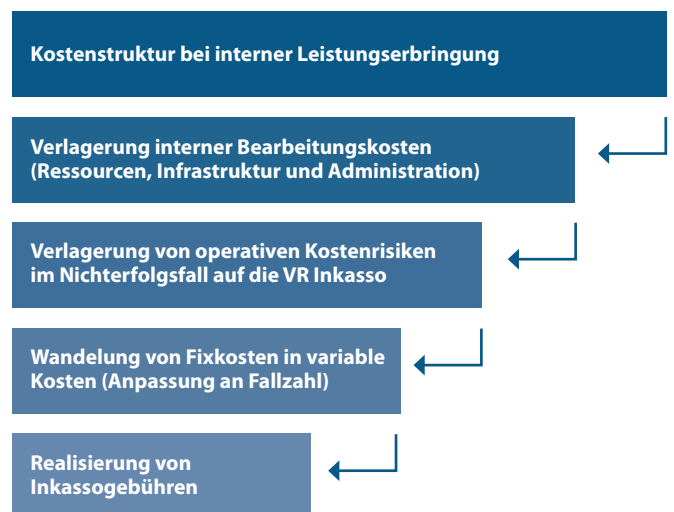 Kostenstruktur bei interner Leistungserbringung
Verlagerung interner Bearbeitungskosten
(Ressourcen, Infrastruktur und Administration)
Verlagerung von operativen Kostenrisiken
im Nichterfolgsfall auf die VR Inkasso
Wandelung von Fixkosten in variable
Kosten (Anpassung an Fallzahl)
Realisierung von
Inkassogebühren